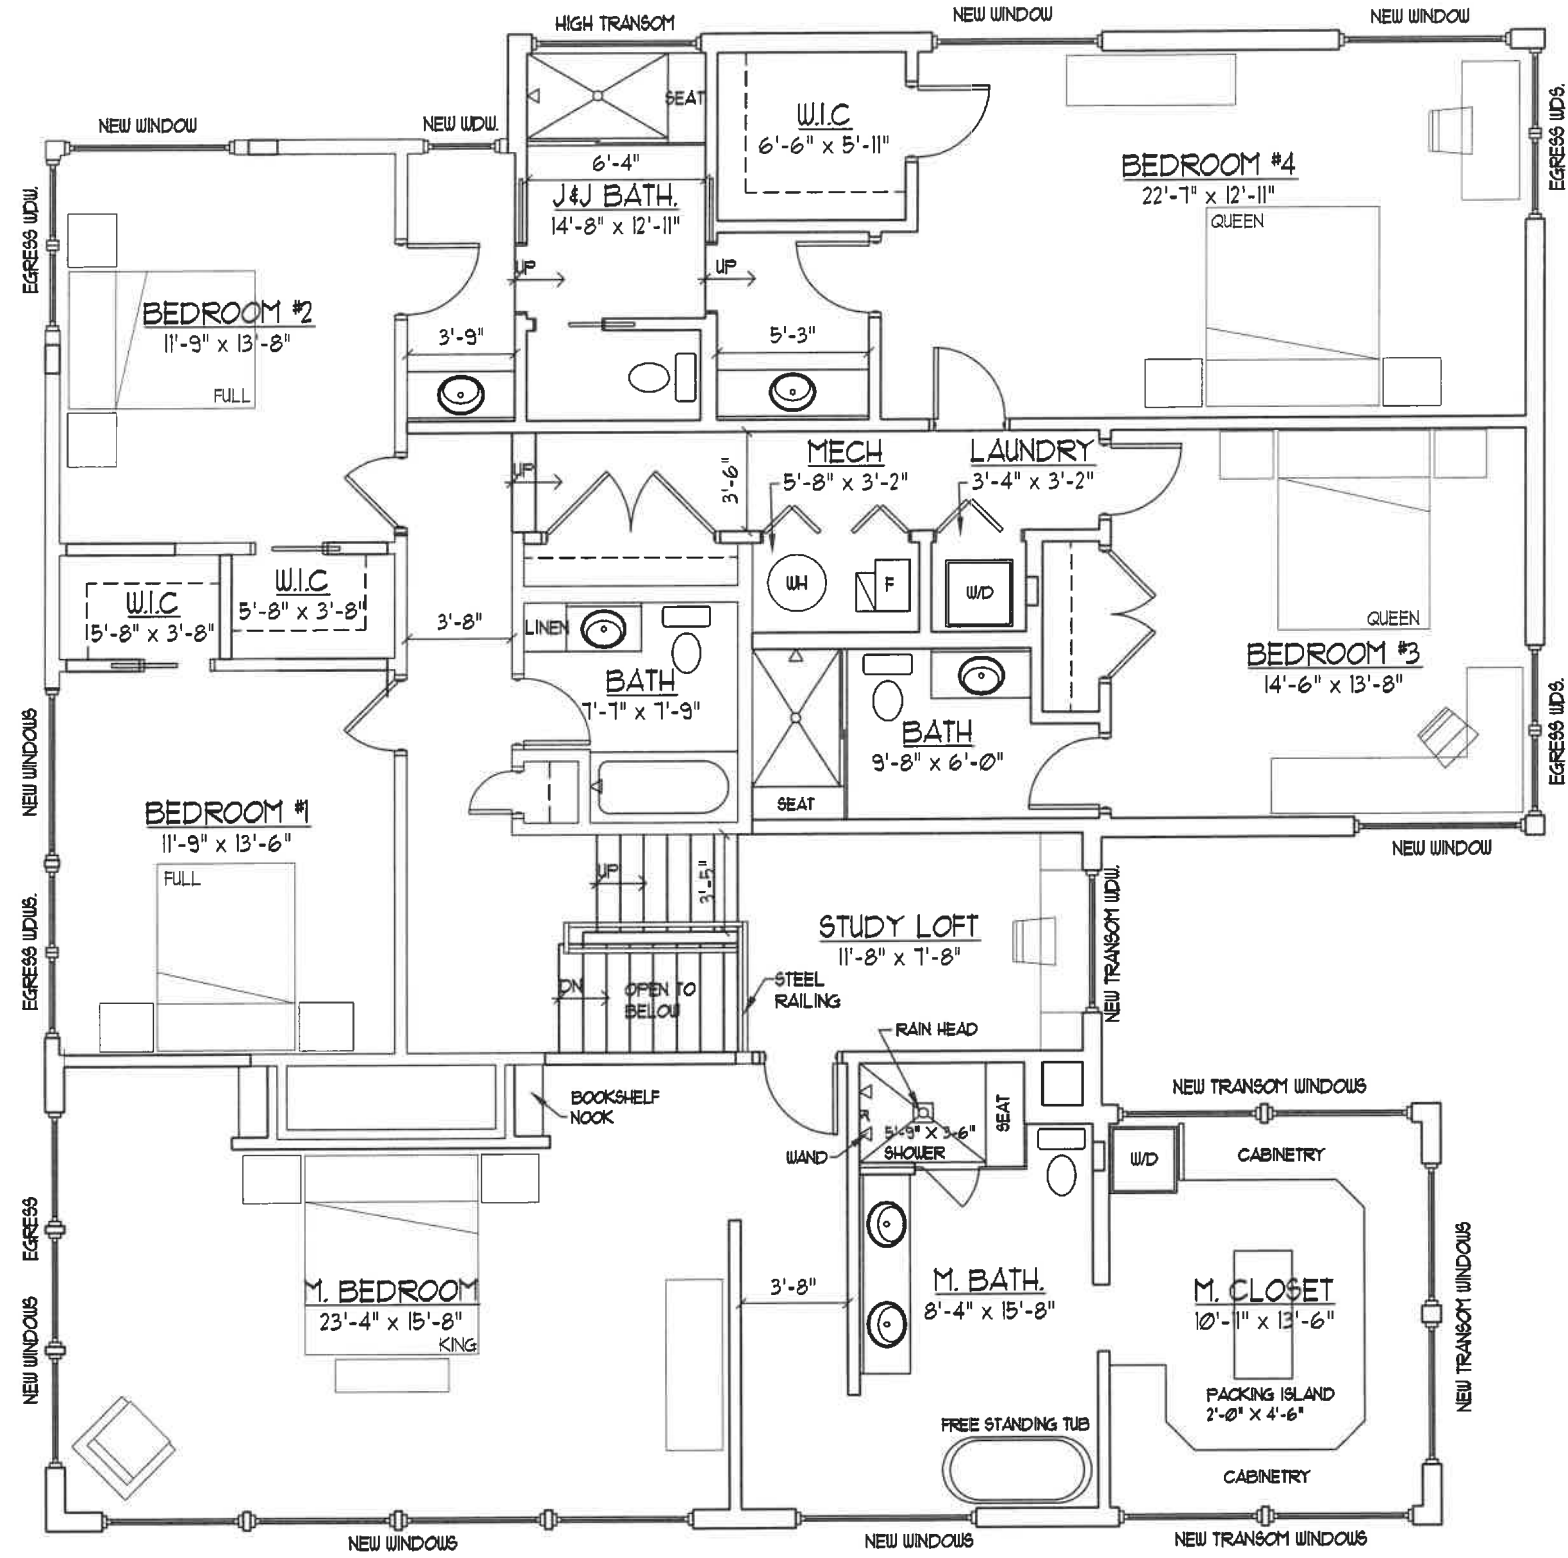 HIGH TRANSOM
NEW WINDOW
NEW WINDOW
NEW WINDOW
NEW WDW.
SEAT
W.I.C
6'-6" x 5'-11"
EGRESS WDS.
6'-4"
J&J BATH.
14'-8" x 12'-11"
BEDROOM #4
22'-7" x 12'-11"
QUEEN
EGRESS WDW.
UP
UP
BEDROOM #2
11'-9" x 13'-8"
FULL
3'-9"
5'-3"
UP
3'-6"
MECH
5'-8" x 3'-2"
LAUNDRY
3'-4" x 3'-2"
W.I.C
5'-8" x 3'-8"
W.I.C
5'-8" x 3'-8"
WH
F
W/D
QUEEN
3'-8"
LINEN
BATH
7'-7" x 7'-9"
BEDROOM #3
14'-6" x 13'-8"
BATH
9'-8" x 6'-0"
EGRESS WDS.
NEW WINDOWS
SEAT
BEDROOM #1
11'-9" x 13'-6"
FULL
NEW WINDOW
UP
3'-5"
STUDY LOFT
11'-8" x 7'-8"
NEW TRANSOM WDW.
EGRESS WDWS.
DN
OPEN TO
BELOW
STEEL
RAILING
RAIN HEAD
BOOKSHELF
NOOK
NEW TRANSOM WINDOWS
R
5'-9" X 3'-6"
SHOWER
SEAT
WAND
W/D
CABINETRY
EGRESS
M. BEDROOM
23'-4" x 15'-8"
KING
3'-8"
M. BATH.
8'-4" x 15'-8"
M. CLOSET
10'-1" x 13'-6"
NEW TRANSOM WINDOWS
NEW WINDOWS
PACKING ISLAND
2'-0" X 4'-6"
FREE STANDING TUB
CABINETRY
NEW WINDOWS
NEW WINDOWS
NEW TRANSOM WINDOWS